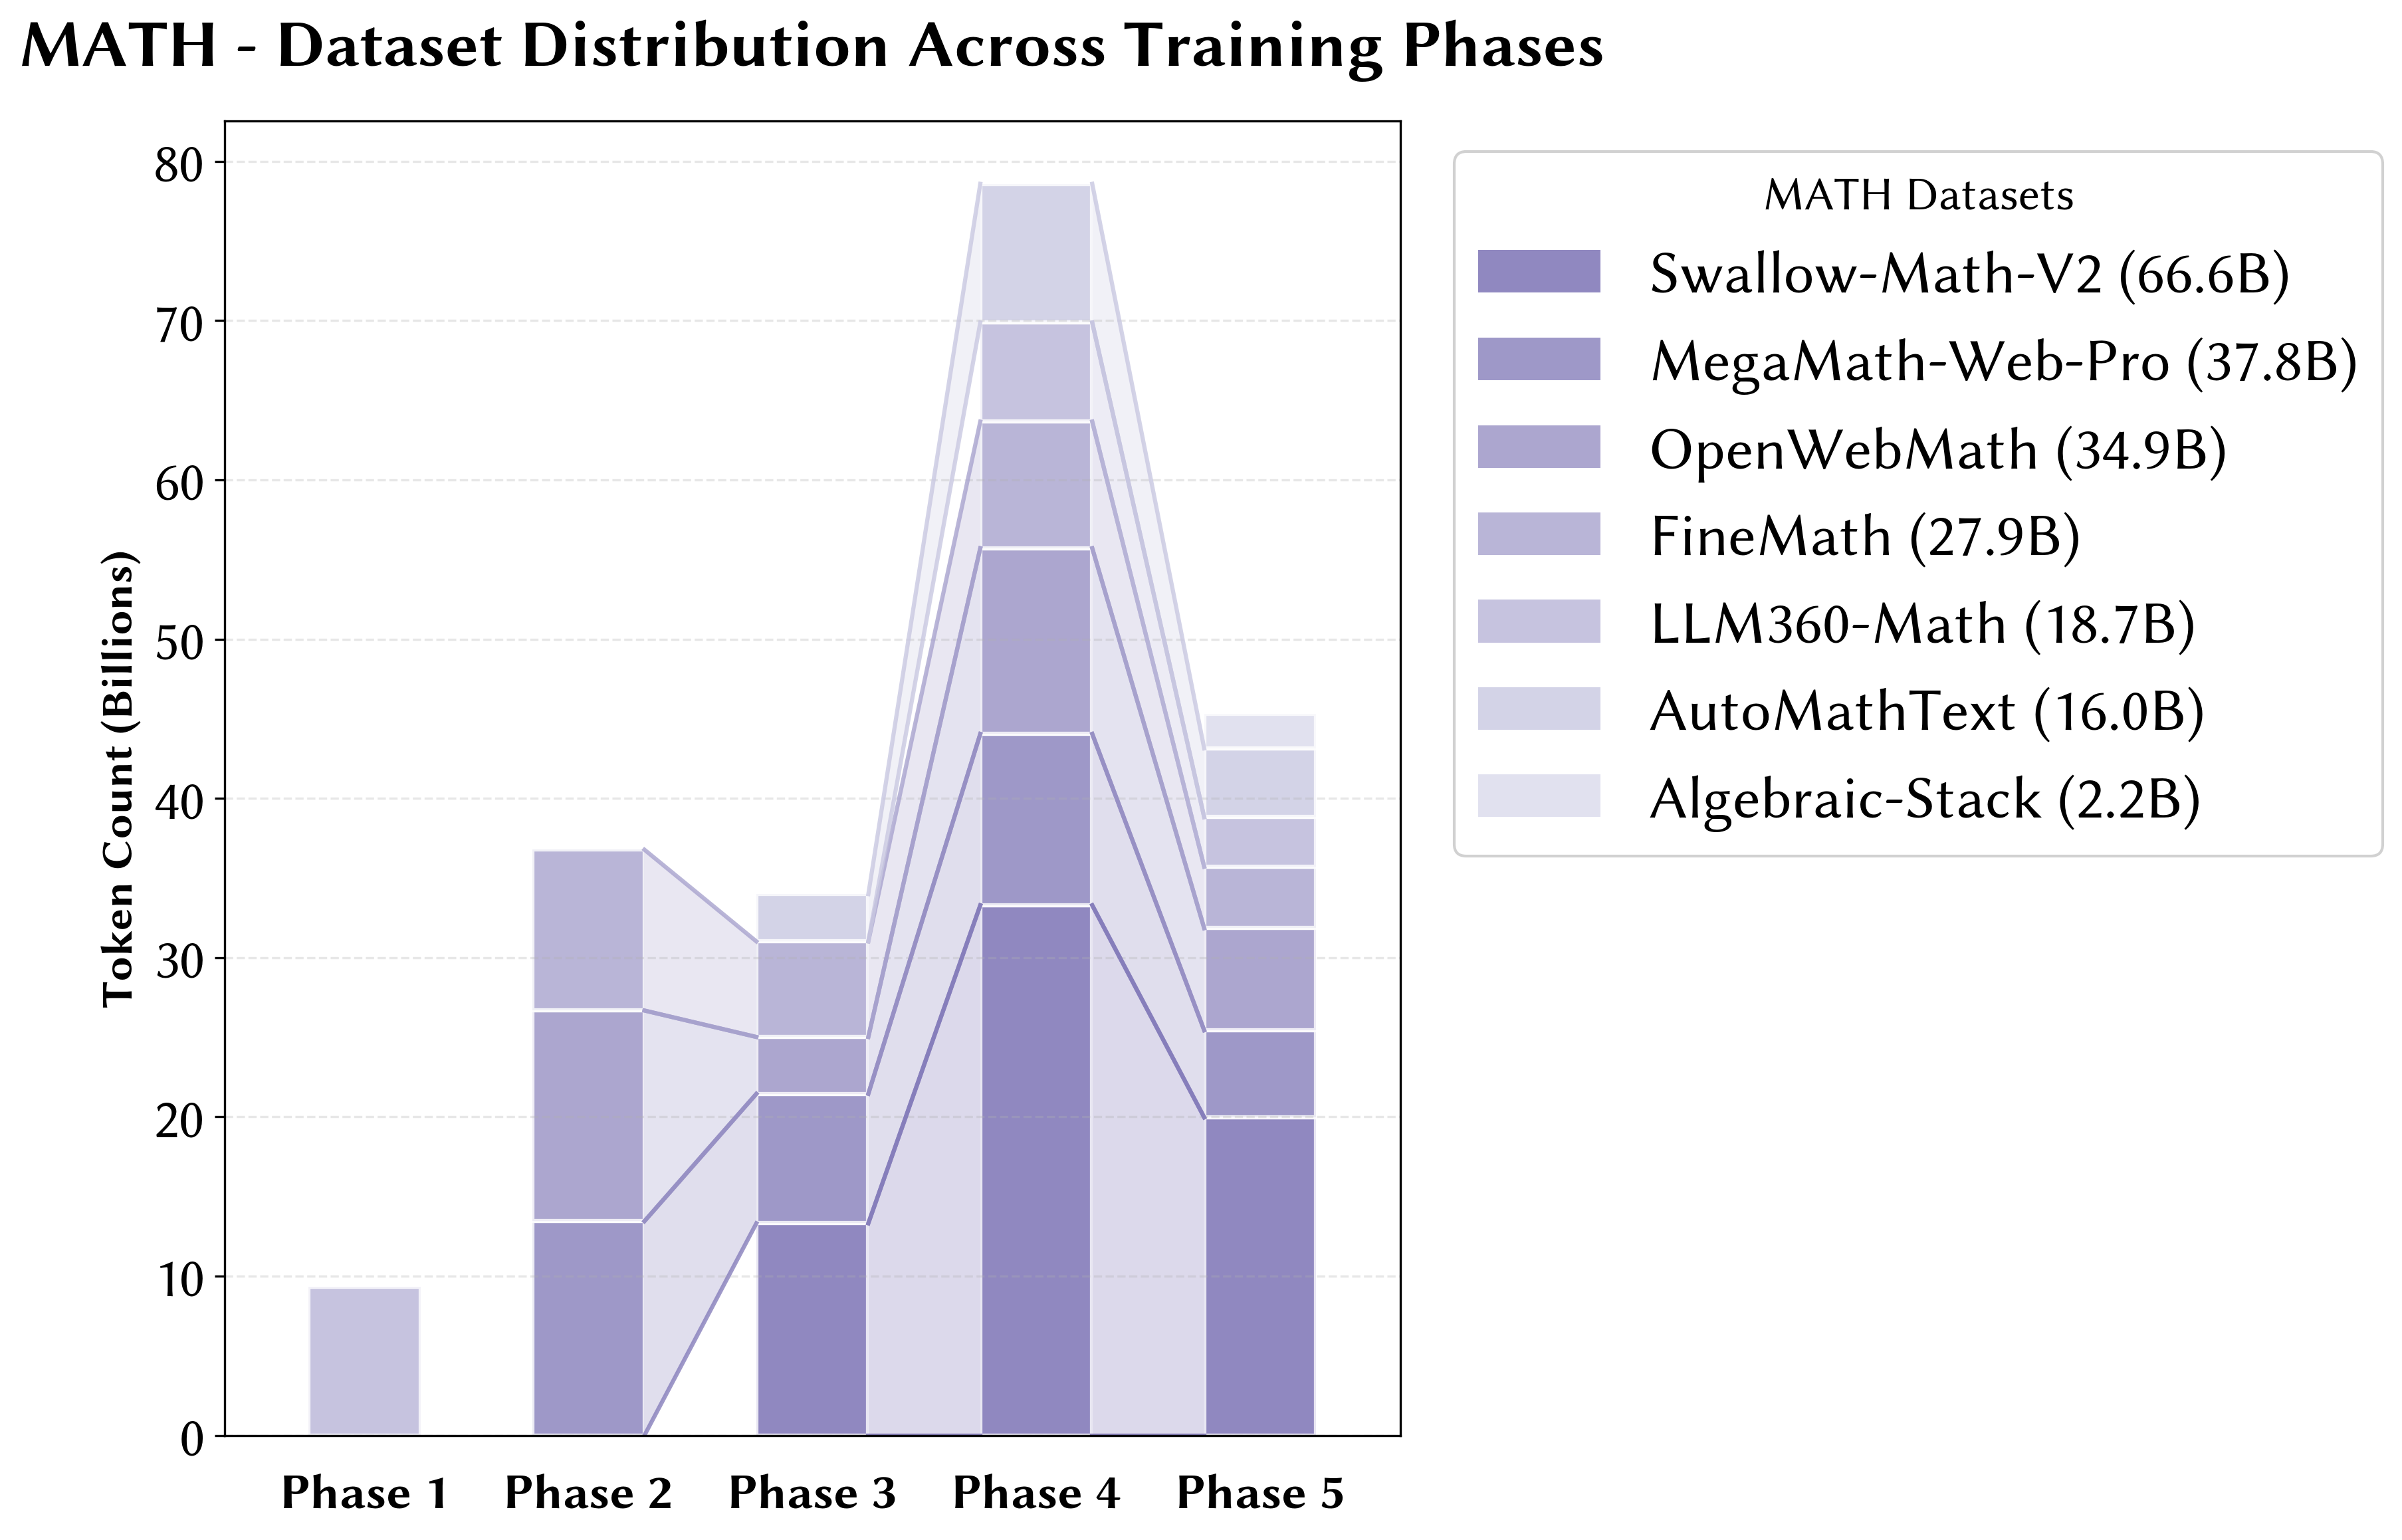 MATH - Dataset Distribution Across Training Phases
Token Count (Billions)
80
70
60
50
40
30
20
10
0
Phase 1
Phase 2
Phase 3
Phase 4
Phase 5
MATH Datasets
Swallow-Math-V2 (66.6B)
MegaMath-Web-Pro (37.8B)
OpenWebMath (34.9B)
FineMath (27.9B)
LLM360-Math (18.7B)
AutoMathText (16.0B)
Algebraic-Stack (2.2B)